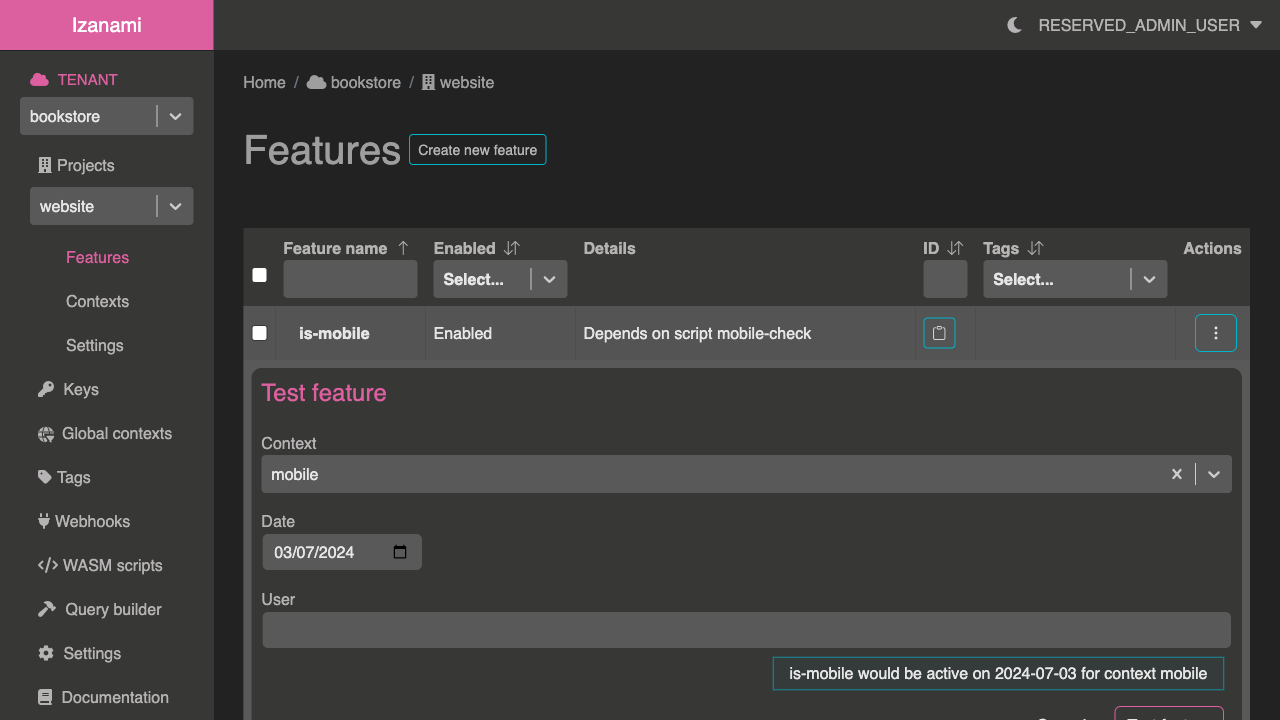 Izanami
RESERVED_ADMIN_USER
TENANT
bookstore
Projects
website
Features
Contexts
Settings
Keys
Global contexts
Tags
Webhooks
WASM scripts
Query builder
Settings
Documentation
Home / bookstore / website
Features Create new feature
Feature name Enabled Details ID Tags Actions
Select... Select...
is-mobile Enabled Depends on script mobile-check
Test feature
Context
mobile
Date
03/07/2024
User
is-mobile would be active on 2024-07-03 for context mobile